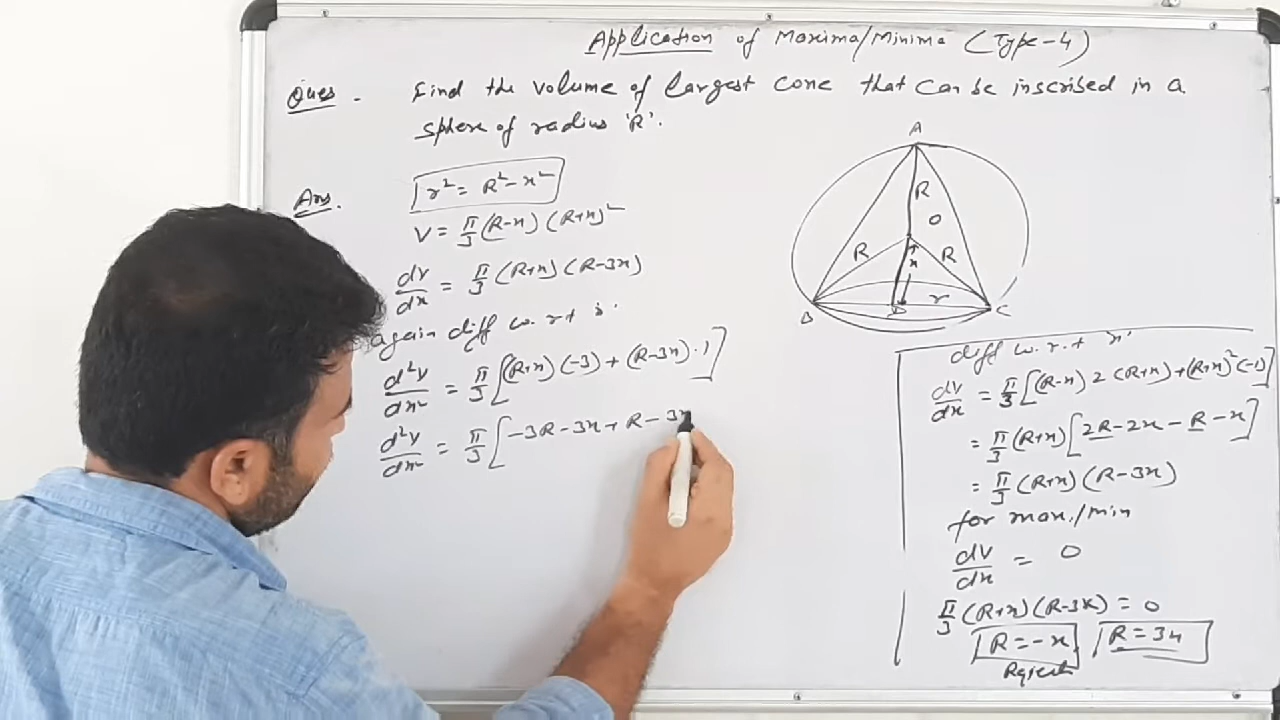 Application of Maxima/Minima (Type-4)
Ques. Find the volume of largest cone that can be inscribed in a
sphere of radius 'R'.
Ans. r² = R² - x²
V = π/3 (R-x) (R+x)²
dv/dx = π/3 (R+x) (R-3x)
again diff w.r.t x.
d²v/dx² = π/3 [(R+x) (-3) + (R-3x) . 1]
d²v/dx² = π/3 [-3R - 3x + R - 3x
A
R
O
R
x
R
r
B
D
C
diff w.r.t 'x'
dv/dx = π/3 [(R-x) 2 (R+x) + (R+x)² (-1)]
= π/3 (R+x) [2R - 2x - R - x]
= π/3 (R+x) (R-3x)
for max./min
dv/dx = 0
π/3 (R+x) (R-3x) = 0
R = -x R = 3x
Reject